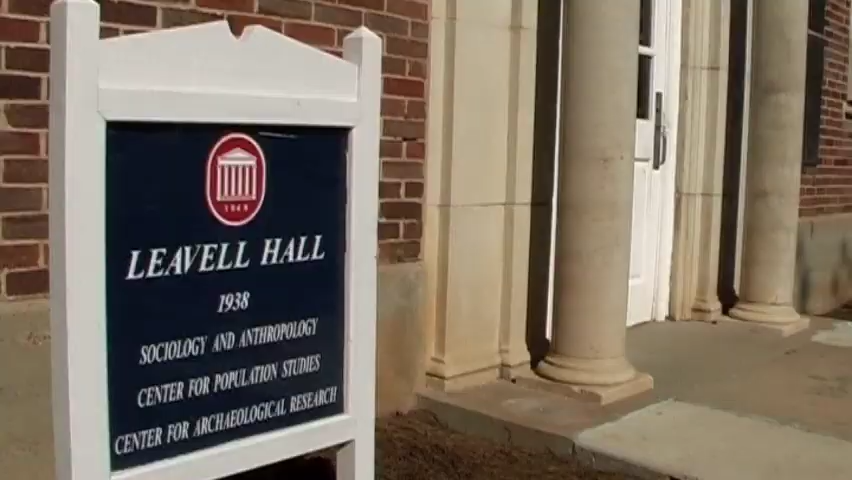 1848
LEAVELL HALL
1938
SOCIOLOGY AND ANTHROPOLOGY
CENTER FOR POPULATION STUDIES
CENTER FOR ARCHAEOLOGICAL RESEARCH